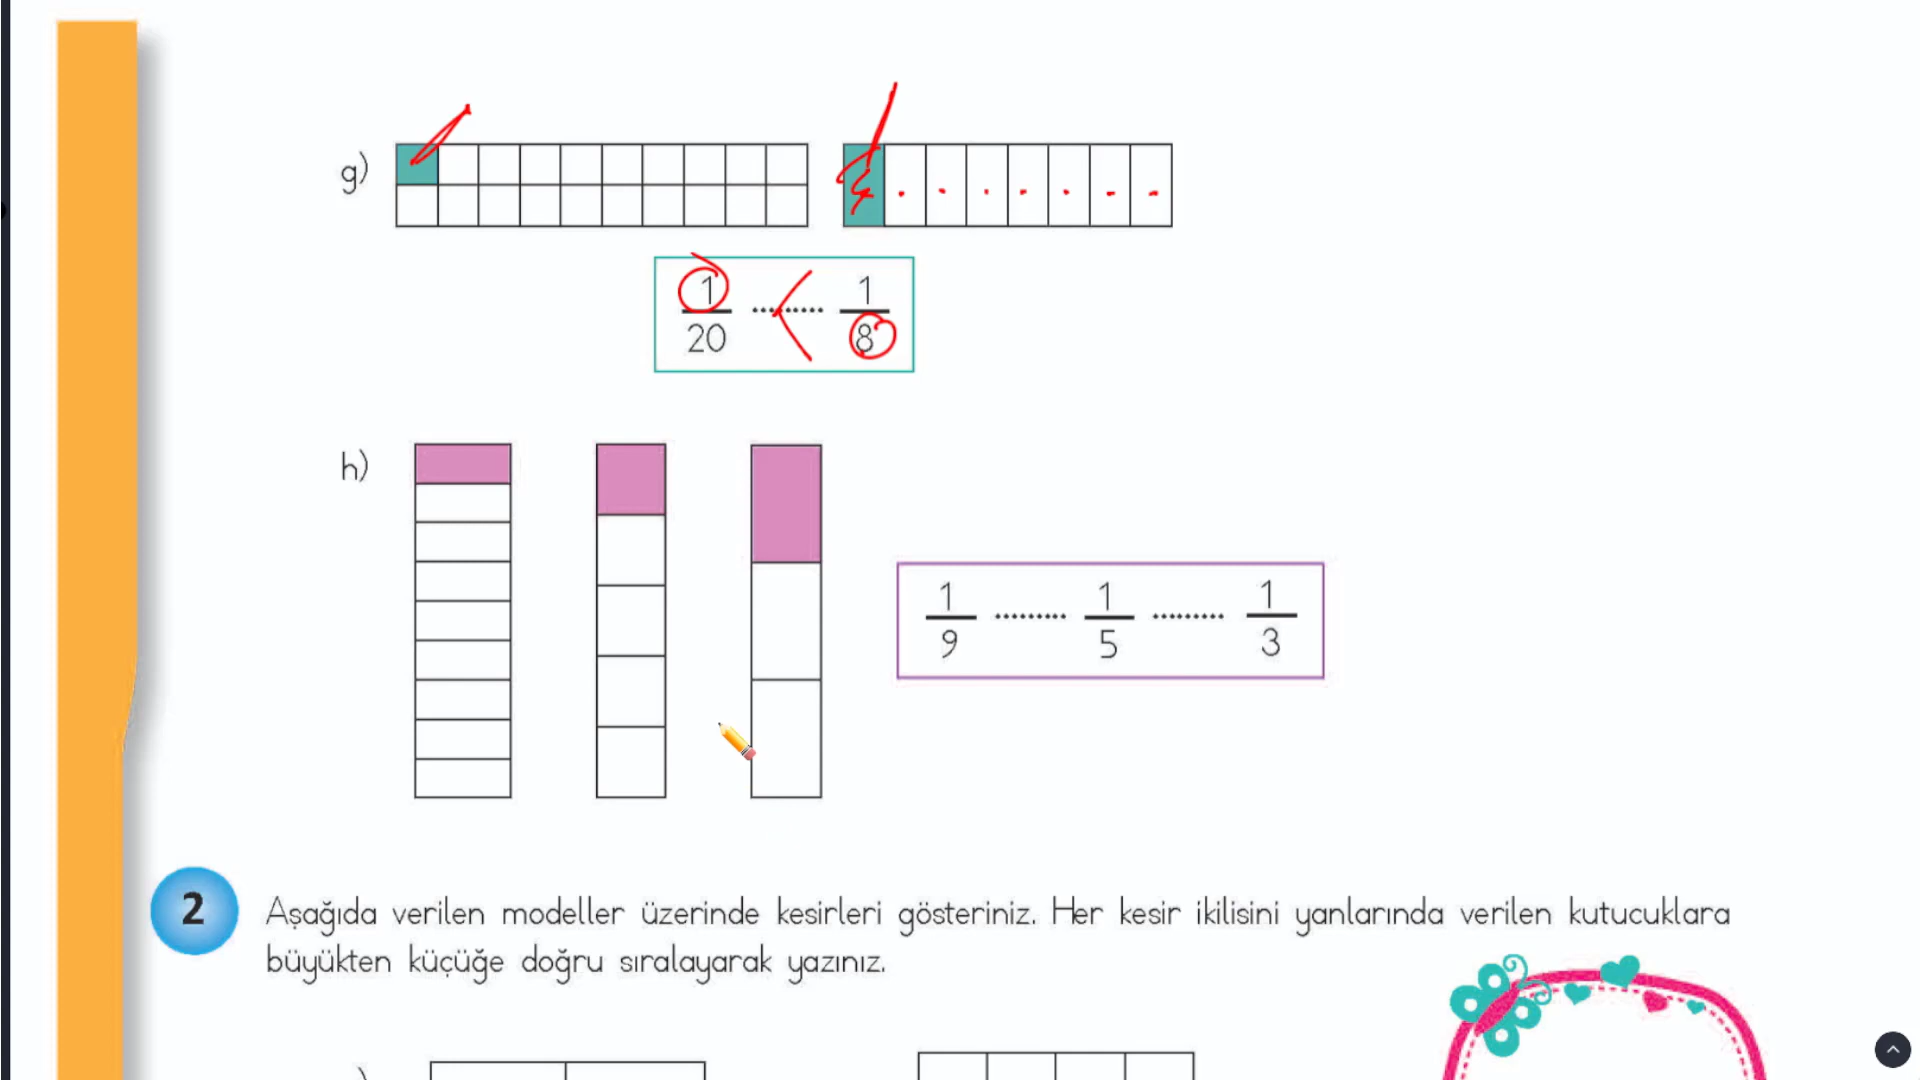 g)
1 < 1
20 8
h)
1 ......... 1 ......... 1
9 5 3
2
Aşağıda verilen modeller üzerinde kesirleri gösteriniz. Her kesir ikilisini yanlarında verilen kutucuklara
büyükten küçüğe doğru sıralayarak yazınız.